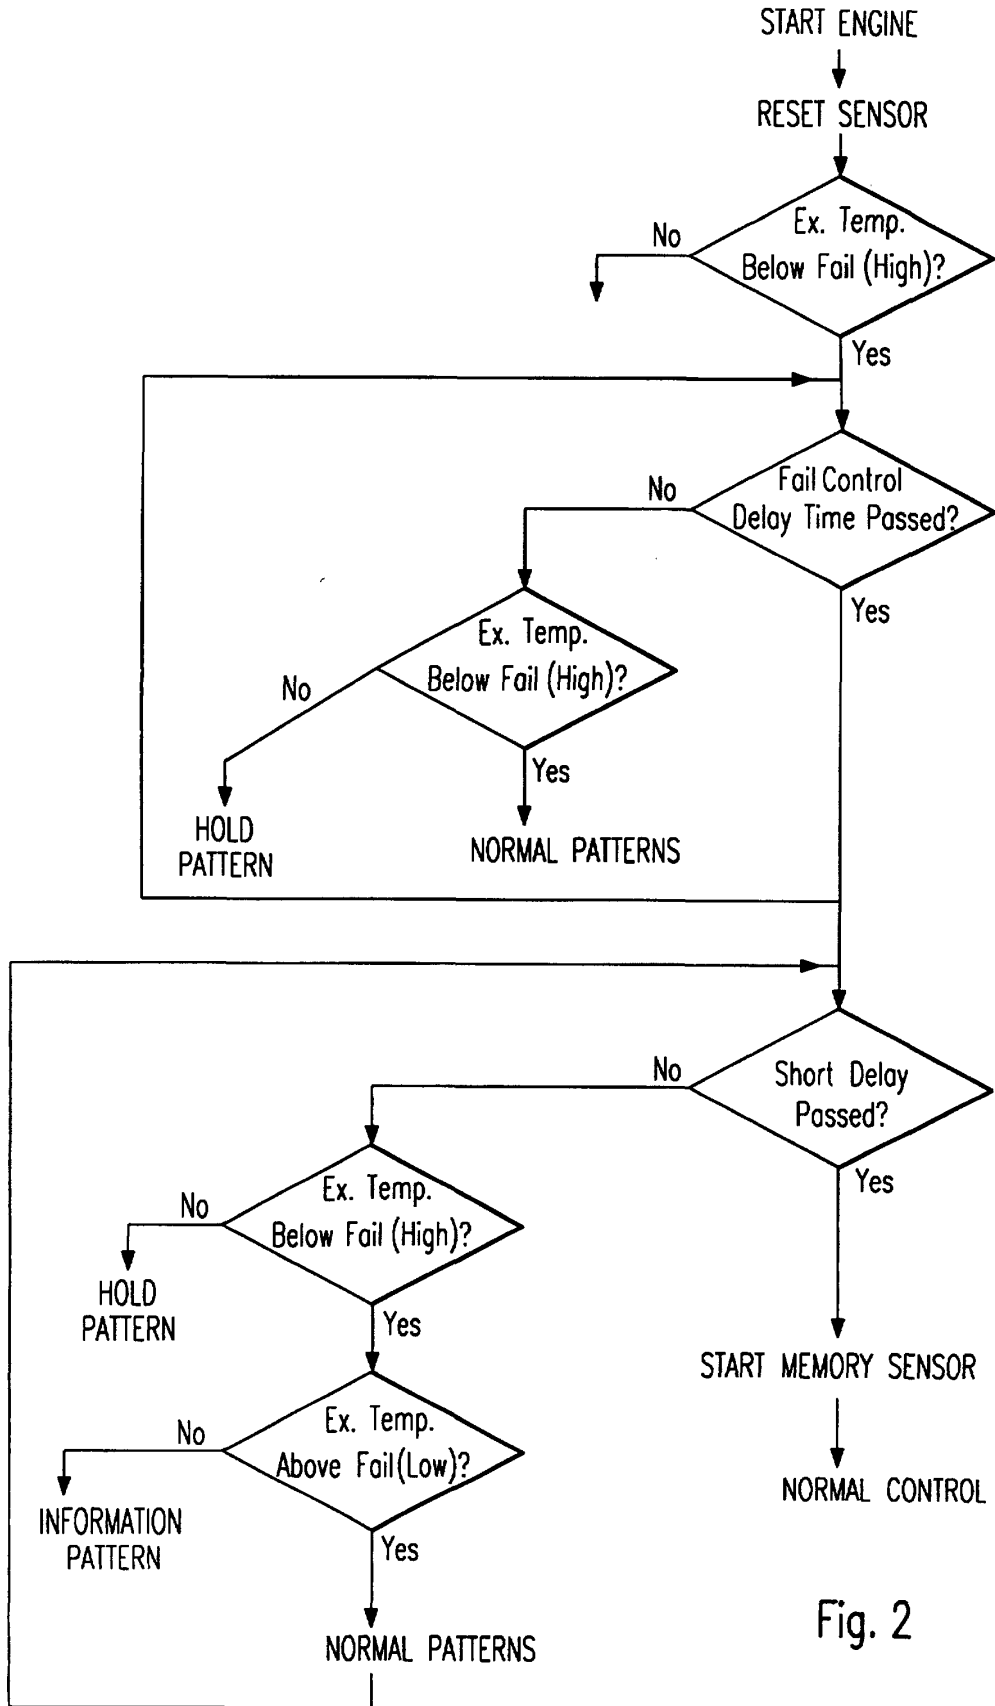 START ENGINE
RESET SENSOR
Ex. Temp.
Below Fail (High)?
No
Yes
Fail Control
Delay Time Passed?
No
Yes
Ex. Temp.
Below Fail (High)?
No
Yes
HOLD
PATTERN
NORMAL PATTERNS
Short Delay
Passed?
No
Yes
Ex. Temp.
Below Fail (High)?
No
Yes
HOLD
PATTERN
START MEMORY SENSOR
Ex. Temp.
Above Fail (Low)?
No
Yes
NORMAL CONTROL
INFORMATION
PATTERN
NORMAL PATTERNS
Fig. 2